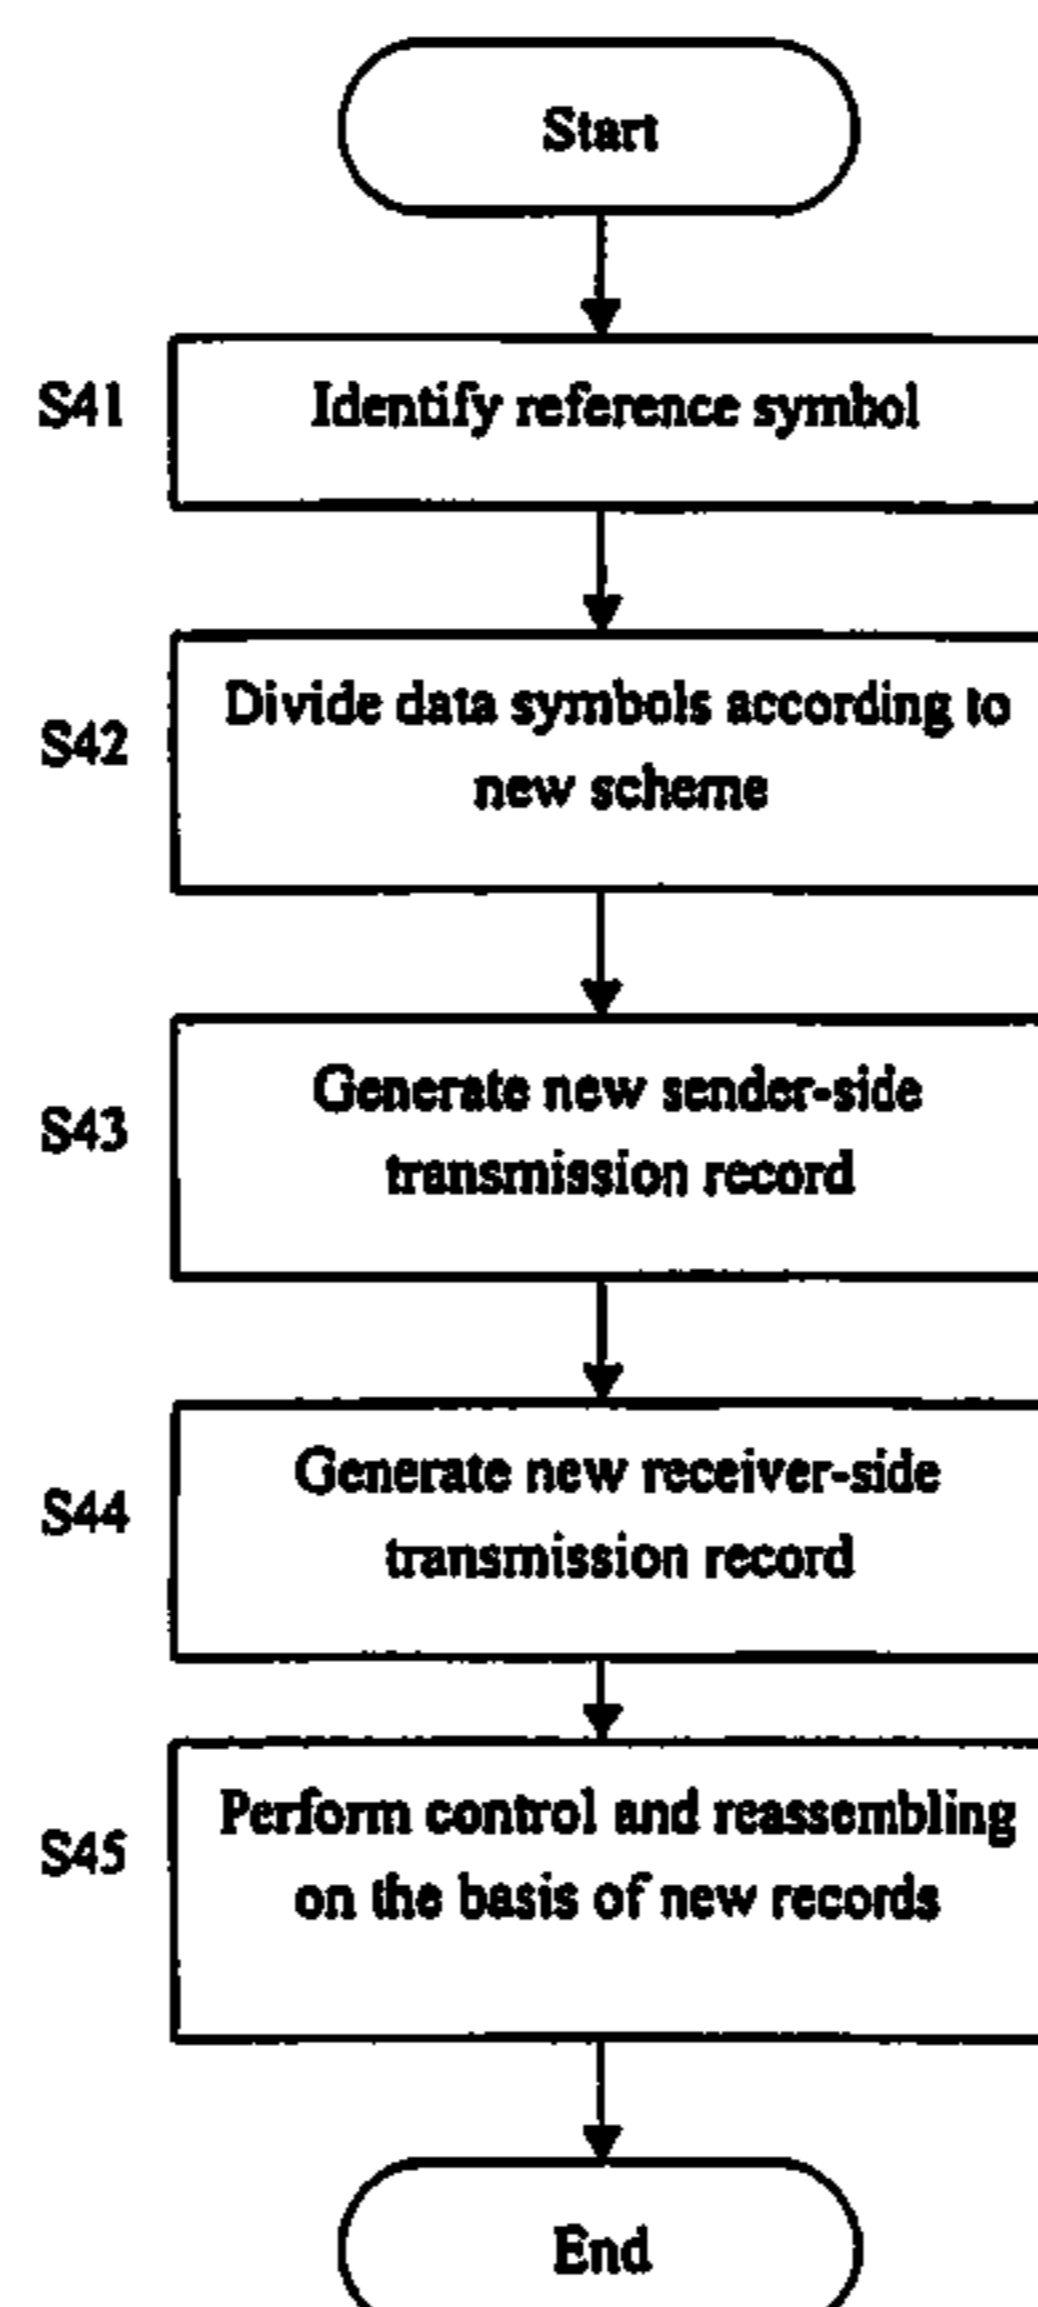 Start
S41
Identify reference symbol
S42
Divide data symbols according to
new scheme
S43
Generate new sender-side
transmission record
S44
Generate new receiver-side
transmission record
S45
Perform control and reassembling
on the basis of new records
End